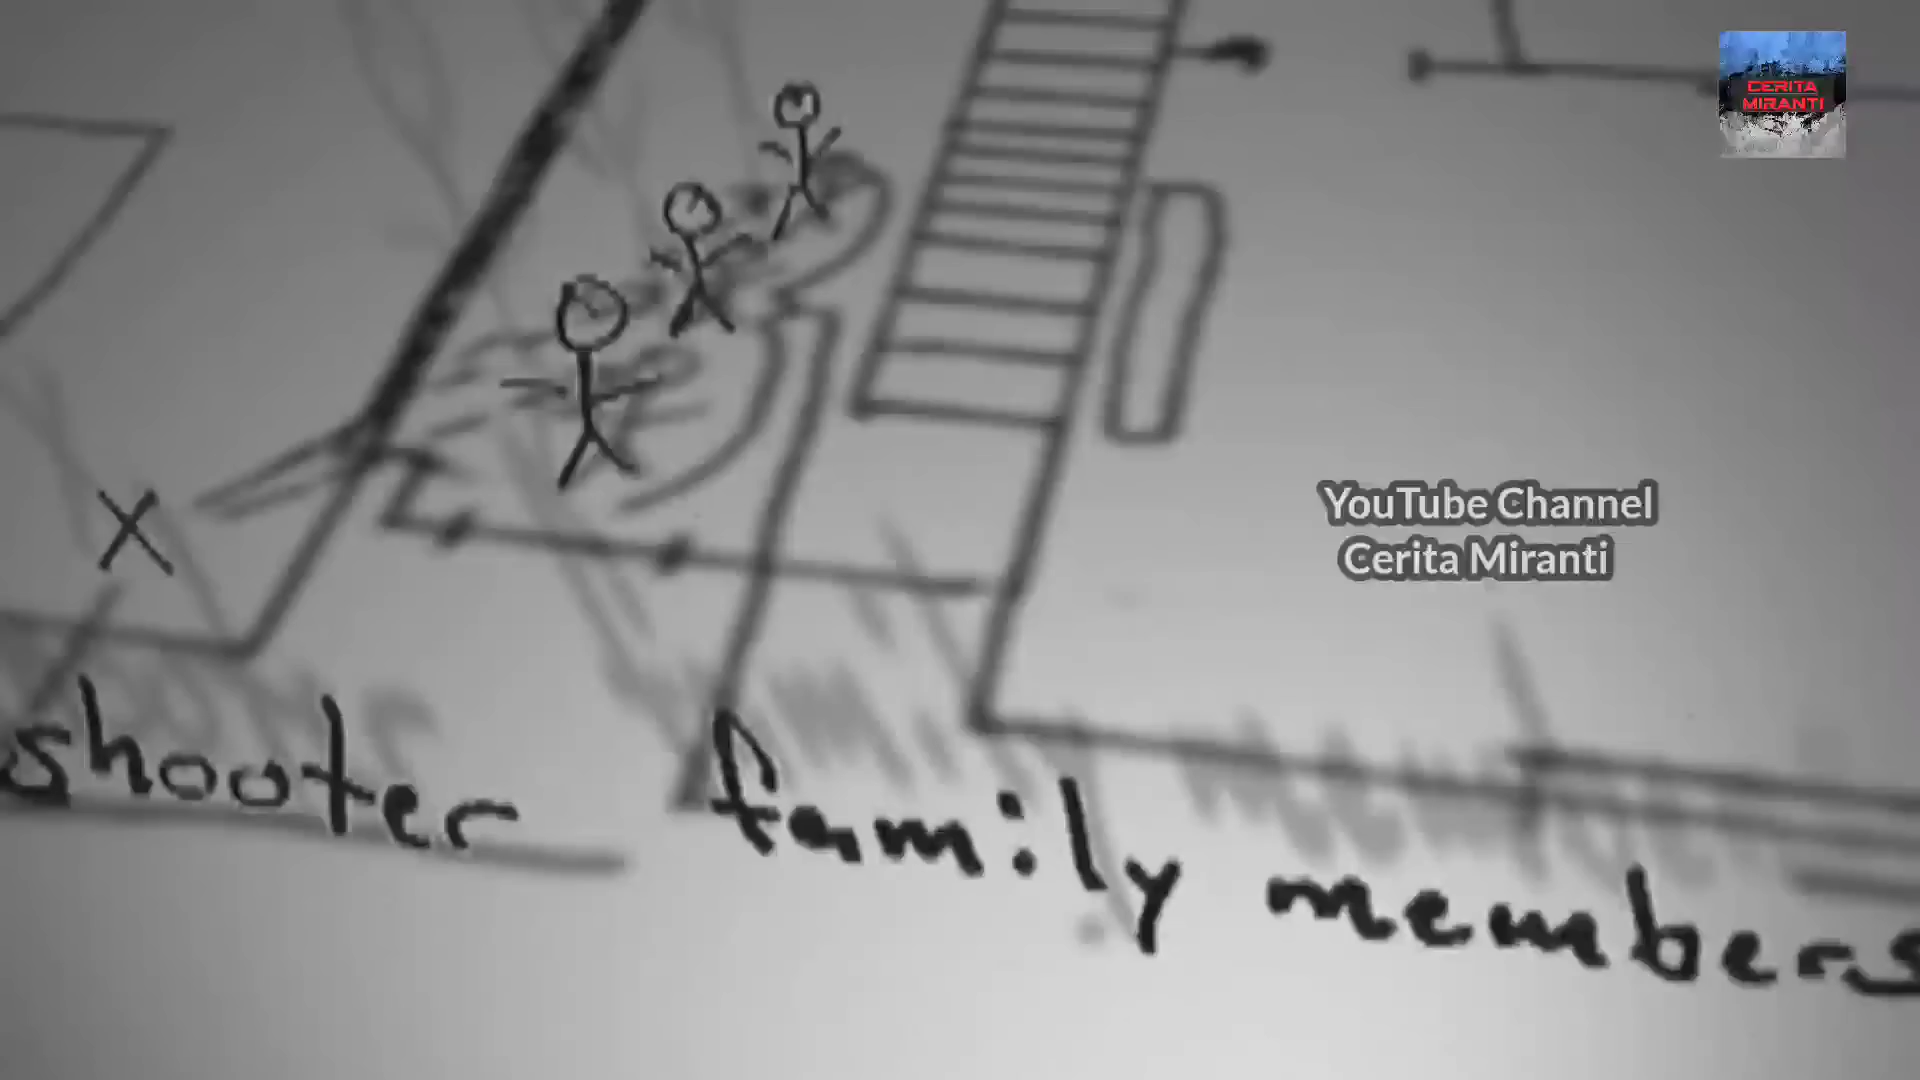 CERITA
MIRANTI
YouTube Channel
Cerita Miranti
shooter family members